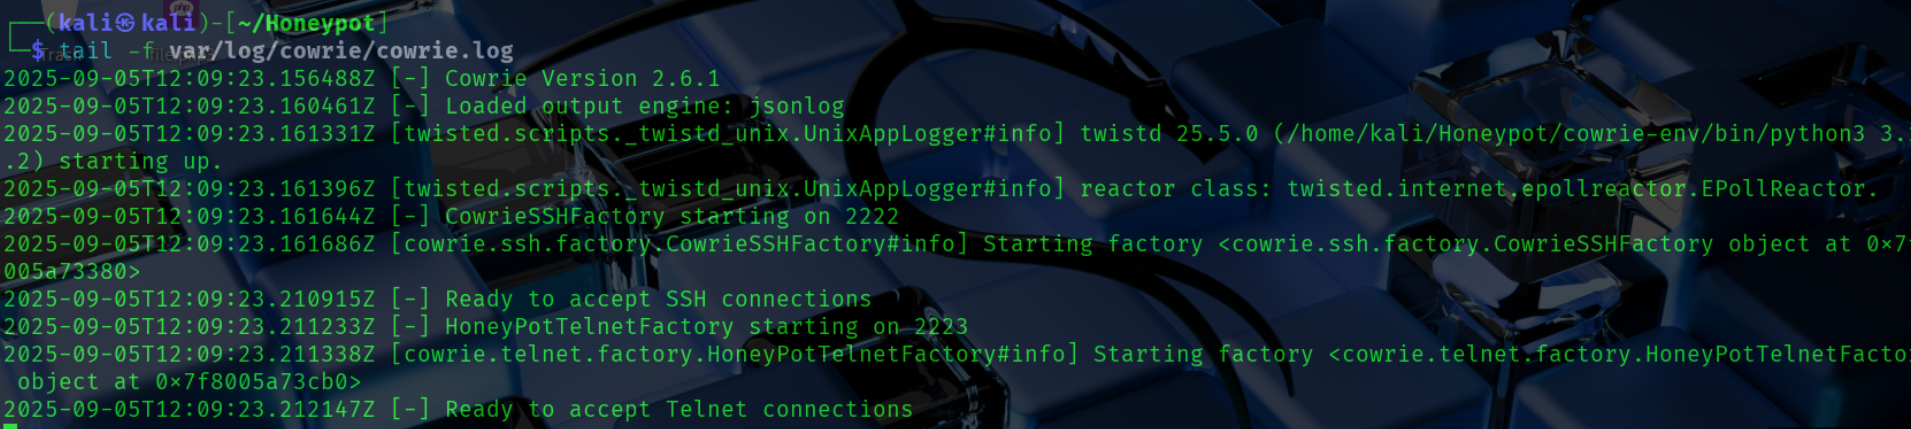 (kali㉿kali)-[~/Honeypot]
$ tail -f var/log/cowrie/cowrie.log
2025-09-05T12:09:23.156488Z [-] Cowrie Version 2.6.1
2025-09-05T12:09:23.160461Z [-] Loaded output engine: jsonlog
2025-09-05T12:09:23.161331Z [twisted.scripts._twistd_unix.UnixAppLogger#info] twistd 25.5.0 (/home/kali/Honeypot/cowrie-env/bin/python3 3.
.2) starting up.
2025-09-05T12:09:23.161396Z [twisted.scripts._twistd_unix.UnixAppLogger#info] reactor class: twisted.internet.epollreactor.EPollReactor.
2025-09-05T12:09:23.161644Z [-] CowrieSSHFactory starting on 2222
2025-09-05T12:09:23.161686Z [cowrie.ssh.factory.CowrieSSHFactory#info] Starting factory <cowrie.ssh.factory.CowrieSSHFactory object at 0×7
005a73380>
2025-09-05T12:09:23.210915Z [-] Ready to accept SSH connections
2025-09-05T12:09:23.211233Z [-] HoneyPotTelnetFactory starting on 2223
2025-09-05T12:09:23.211338Z [cowrie.telnet.factory.HoneyPotTelnetFactory#info] Starting factory <cowrie.telnet.factory.HoneyPotTelnetFacto
object at 0×7f8005a73cb0>
2025-09-05T12:09:23.212147Z [-] Ready to accept Telnet connections